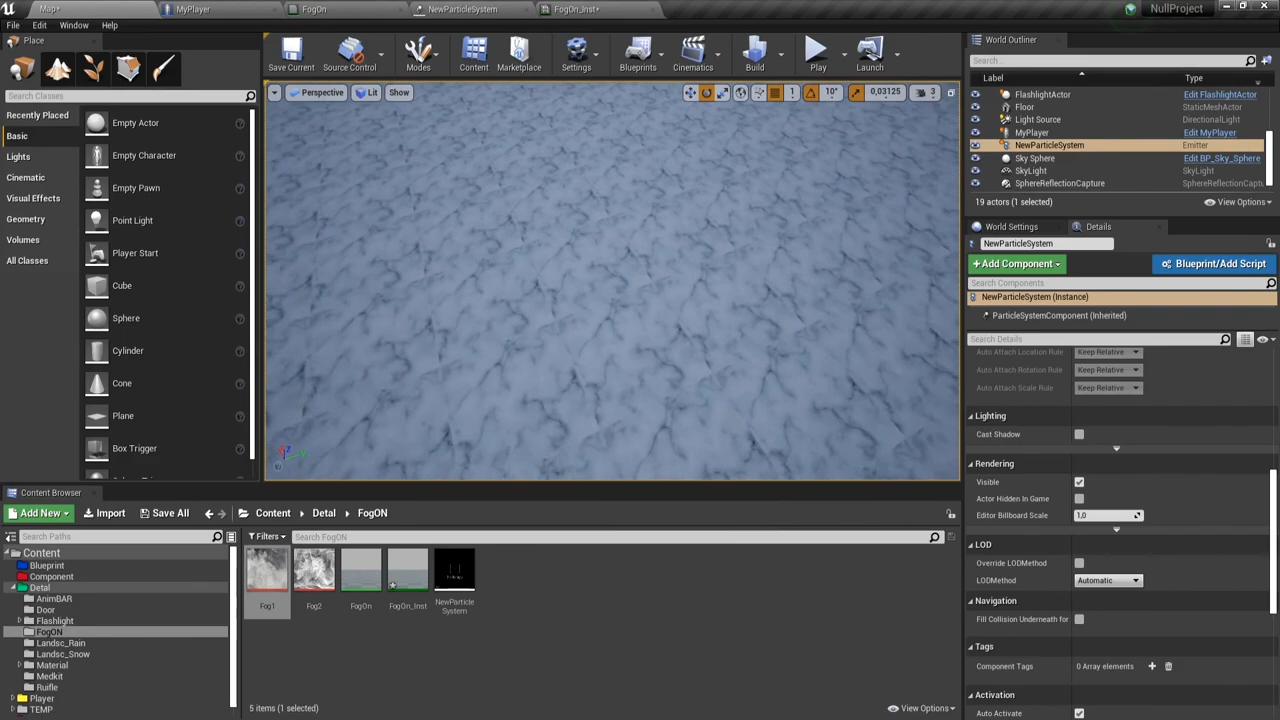 Map*
MyPlayer
FogOn
NewParticleSystem
FogOn_Inst*
NullProject
File
Edit
Window
Help
Place
Search Classes
Recently Placed
Basic
Lights
Cinematic
Visual Effects
Geometry
Volumes
All Classes
Empty Actor
Empty Character
Empty Pawn
Point Light
Player Start
Cube
Sphere
Cylinder
Cone
Plane
Box Trigger
Save Current
Source Control
Modes
Content
Marketplace
Settings
Blueprints
Cinematics
Build
Play
Launch
Perspective
Lit
Show
1
10°
0,03125
3
World Outliner
Search...
Label
Type
FlashlightActor
Edit FlashlightActor
Floor
StaticMeshActor
Light Source
DirectionalLight
MyPlayer
Edit MyPlayer
NewParticleSystem
Emitter
Sky Sphere
Edit BP_Sky_Sphere
SkyLight
SkyLight
SphereReflectionCapture
SphereReflectionCaptu
19 actors (1 selected)
View Options
World Settings
Details
NewParticleSystem
+Add Component
Blueprint/Add Script
Search Components
NewParticleSystem (Instance)
ParticleSystemComponent (Inherited)
Search Details
Auto Attach Location Rule
Keep Relative
Auto Attach Rotation Rule
Keep Relative
Auto Attach Scale Rule
Keep Relative
Lighting
Cast Shadow
Rendering
Visible
Actor Hidden In Game
Editor Billboard Scale
1,0
LOD
Override LODMethod
LODMethod
Automatic
Navigation
Fill Collision Underneath for
Tags
Component Tags
0 Array elements
Activation
Auto Activate
Content Browser
Add New
Import
Save All
Content
Detal
FogON
Search Paths
Filters
Search FogON
Content
Blueprint
Component
Detal
AnimBAR
Door
Flashlight
FogON
Landsc_Rain
Landsc_Snow
Material
Medkit
Ruifle
Player
TEMP
Fog1
Fog2
FogOn
FogOn_Inst
NewParticle
System
5 items (1 selected)
View Options